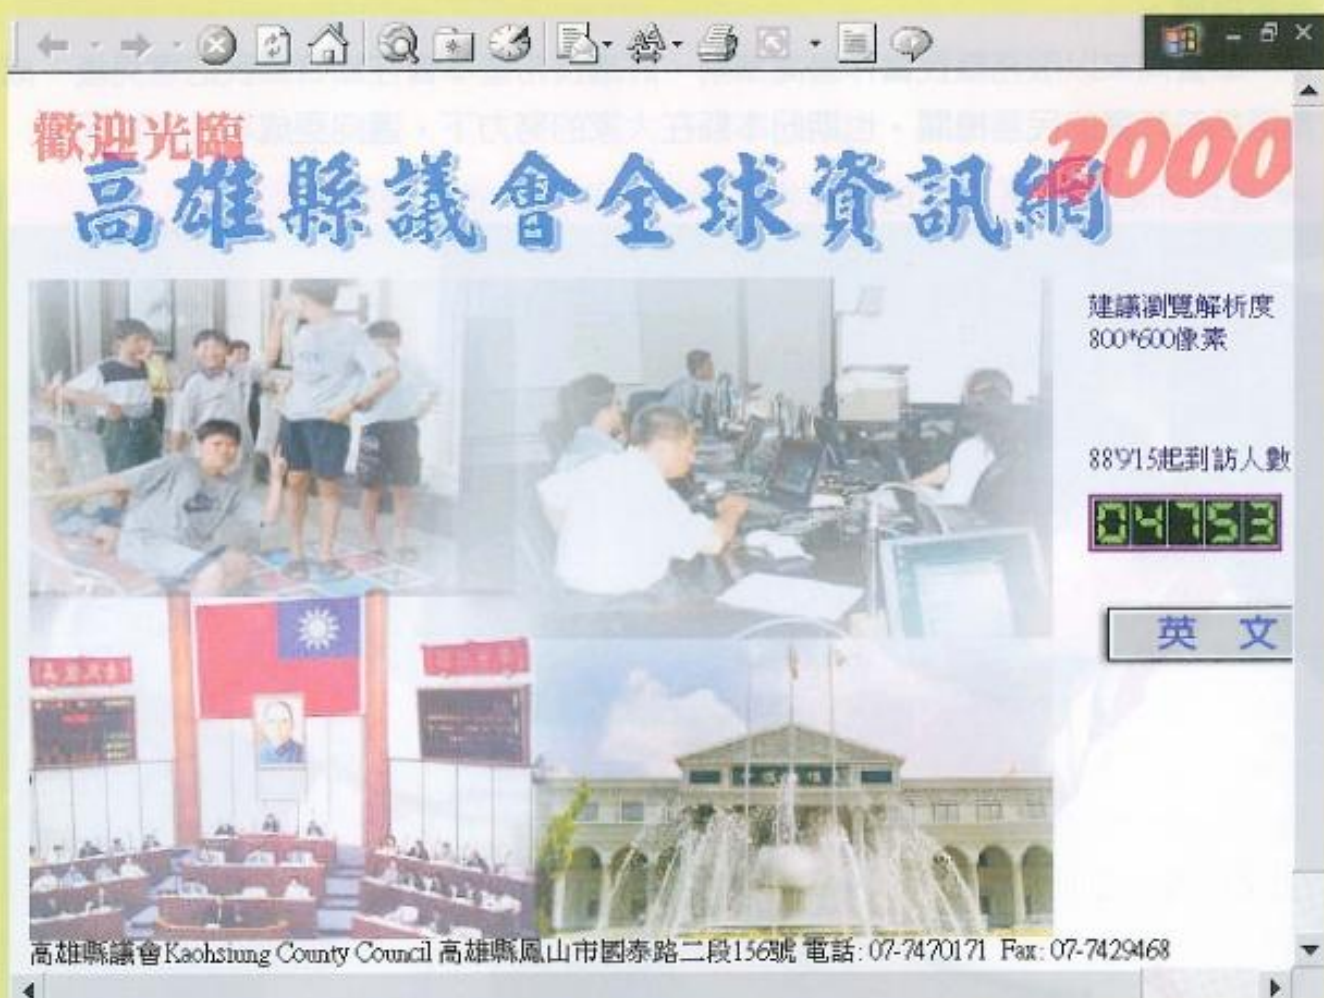 歡迎光臨
2000
高雄縣議會全球資訊網
建議瀏覽解析度
800*600像素
88'9'15起到訪人數
04753
英 文
高雄縣議會Kaohsiung County Council 高雄縣鳳山市國泰路二段156號 電話: 07-7470171 Fax: 07-7429468